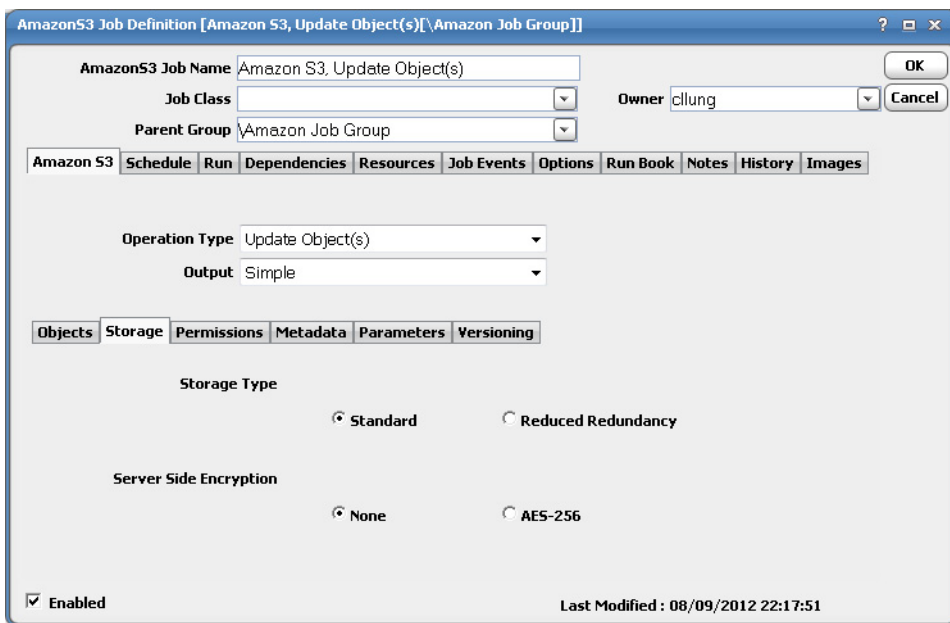 AmazonS3 Job Definition [Amazon S3, Update Object(s)[\Amazon Job Group]] ?
AmazonS3 Job Name Amazon S3, Update Object(s) OK
Job Class Owner cllung Cancel
Parent Group \Amazon Job Group
Amazon S3 Schedule Run Dependencies Resources Job Events Options Run Book Notes History Images
Operation Type Update Object(s)
Output Simple
Objects Storage Permissions Metadata Parameters Versioning
Storage Type
Standard Reduced Redundancy
Server Side Encryption
None AES-256
Enabled Last Modified : 08/09/2012 22:17:51